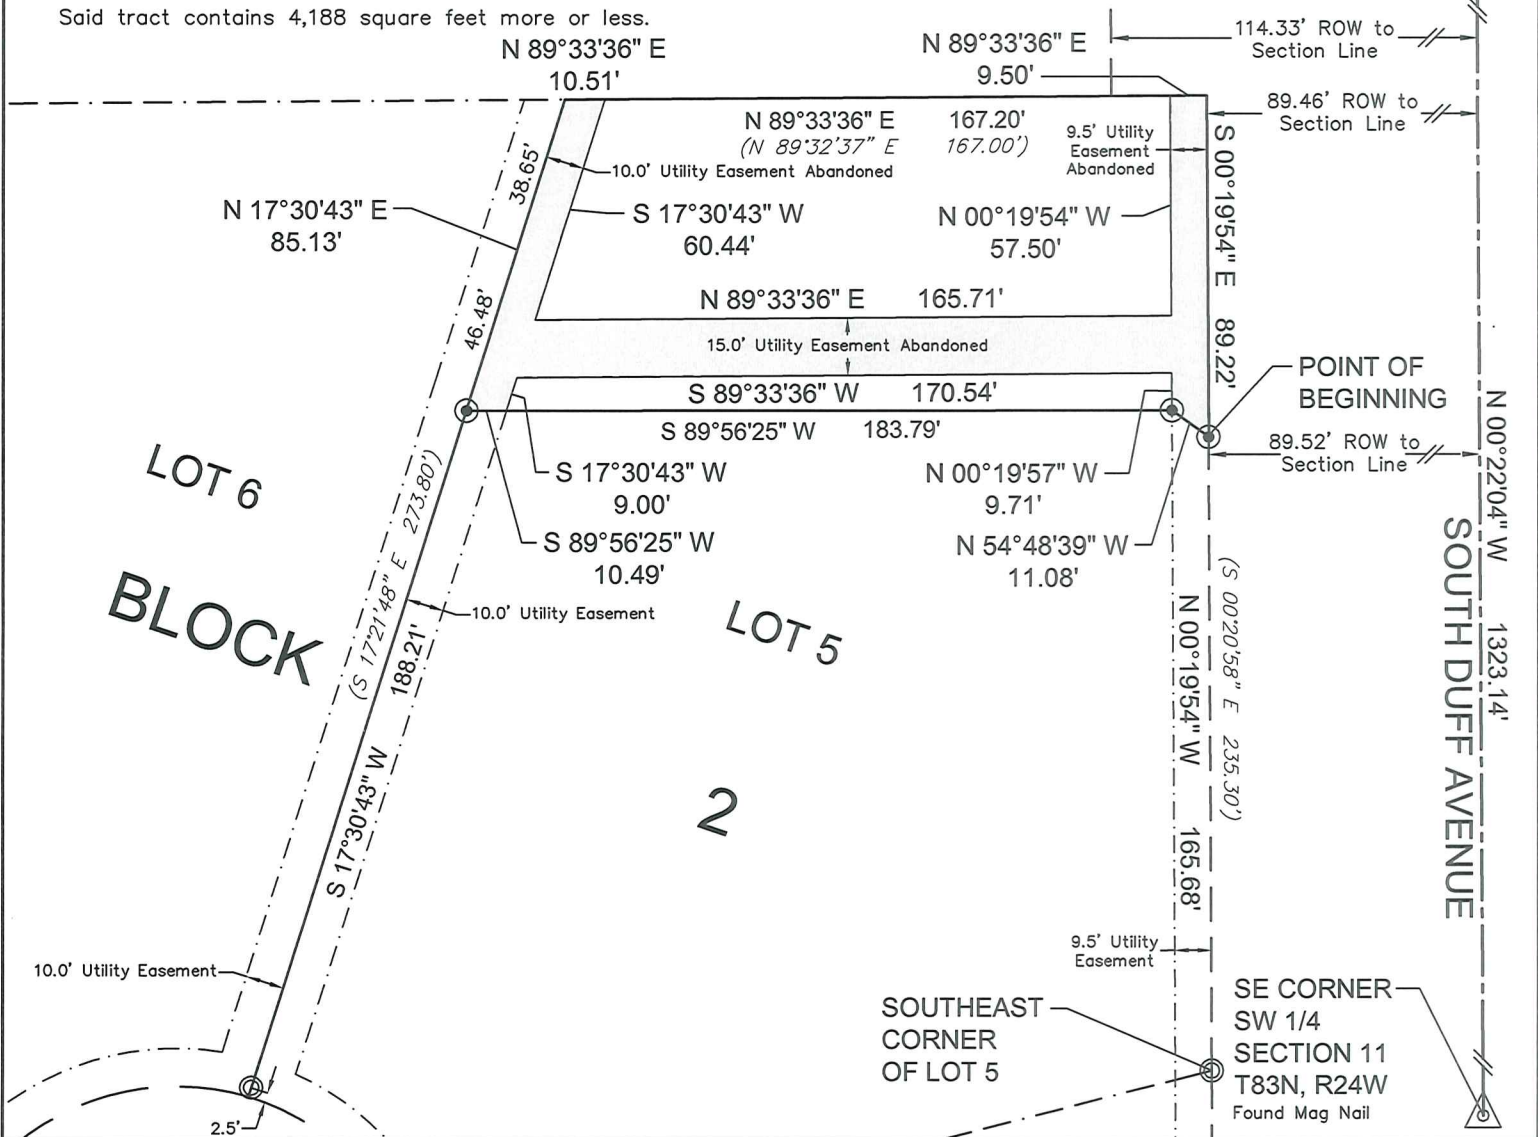 Said tract contains 4,188 square feet more or less.
N 89°33'36" E
10.51'
N 89°33'36" E
9.50'
114.33' ROW to
Section Line
89.46' ROW to
Section Line
N 89°33'36" E 167.20'
(N 89°32'37" E 167.00')
9.5' Utility
Easement
Abandoned
10.0' Utility Easement Abandoned
38.65'
N 17°30'43" E
85.13'
S 17°30'43" W
60.44'
N 00°19'54" W
57.50'
S 00°19'54" E 89.22'
46.48'
N 89°33'36" E 165.71'
15.0' Utility Easement Abandoned
S 89°33'36" W 170.54'
S 89°56'25" W 183.79'
POINT OF
BEGINNING
89.52' ROW to
Section Line
N 00°22'04" W 1323.14'
SOUTH DUFF AVENUE
S 17°30'43" W
9.00'
S 89°56'25" W
10.49'
N 00°19'57" W
9.71'
N 54°48'39" W
11.08'
LOT 6
BLOCK
(S 17°21'48" E 273.80')
10.0' Utility Easement
188.21'
S 17°30'43" W
LOT 5
2
N 00°19'54" W 165.68'
(S 00°20'58" E 235.30')
10.0' Utility Easement
9.5' Utility
Easement
SOUTHEAST
CORNER
OF LOT 5
SE CORNER
SW 1/4
SECTION 11
T83N, R24W
Found Mag Nail
2.5'